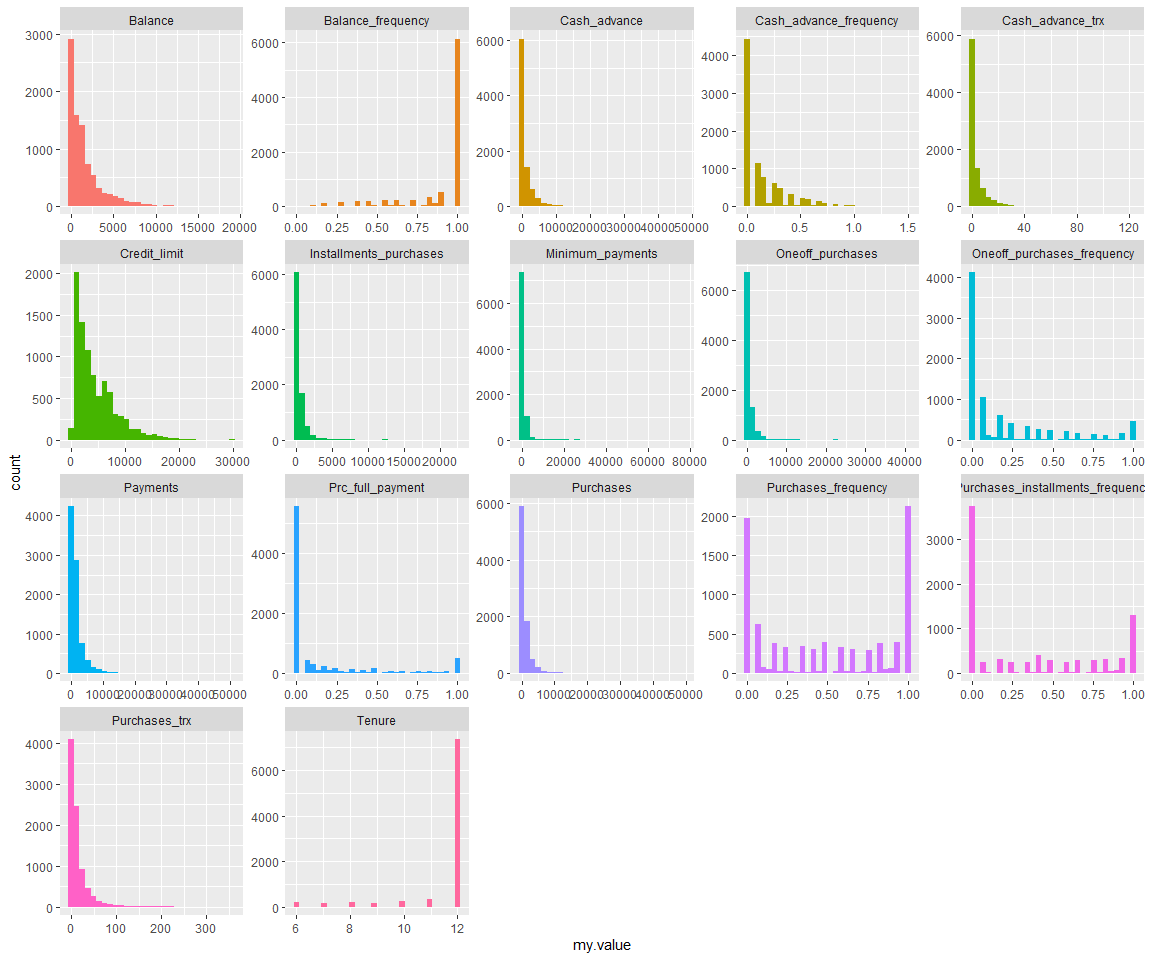 Balance
Balance_frequency
Cash_advance
Cash_advance_frequency
Cash_advance_trx
3000
2000
1000
0
0 5000 10000 15000 20000
6000
4000
2000
0
0.00 0.25 0.50 0.75 1.00
6000
4000
2000
0
0 10000 20000 30000 40000 50000
4000
3000
2000
1000
0
0.0 0.5 1.0 1.5
6000
4000
2000
0
0 40 80 120
Credit_limit
Installments_purchases
Minimum_payments
Oneoff_purchases
Oneoff_purchases_frequency
2000
1500
1000
500
0
0 10000 20000 30000
6000
4000
2000
0
0 5000 10000 15000 20000
6000
4000
2000
0
0 20000 40000 60000 80000
6000
4000
2000
0
0 10000 20000 30000 40000
4000
3000
2000
1000
0
0.00 0.25 0.50 0.75 1.00
Payments
Prc_full_payment
Purchases
Purchases_frequency
Purchases_installments_frequenc
4000
3000
2000
1000
0
0 10000 20000 30000 40000 50000
4000
2000
0
0.00 0.25 0.50 0.75 1.00
6000
4000
2000
0
0 10000 20000 30000 40000 50000
2000
1500
1000
500
0
0.00 0.25 0.50 0.75 1.00
3000
2000
1000
0
0.00 0.25 0.50 0.75 1.00
Purchases_trx
Tenure
4000
3000
2000
1000
0
0 100 200 300
6000
4000
2000
0
6 8 10 12
count
my.value